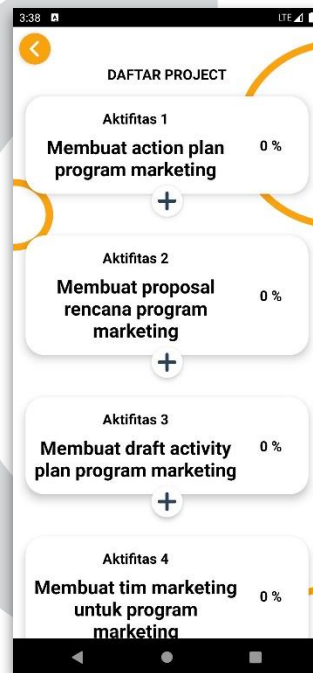 3:38 A LTE
DAFTAR PROJECT
Aktifitas 1
Membuat action plan
program marketing
0 %
Aktifitas 2
Membuat proposal
rencana program
marketing
0 %
Aktifitas 3
Membuat draft activity
plan program marketing
0 %
Aktifitas 4
Membuat tim marketing
untuk program
marketing
0 %